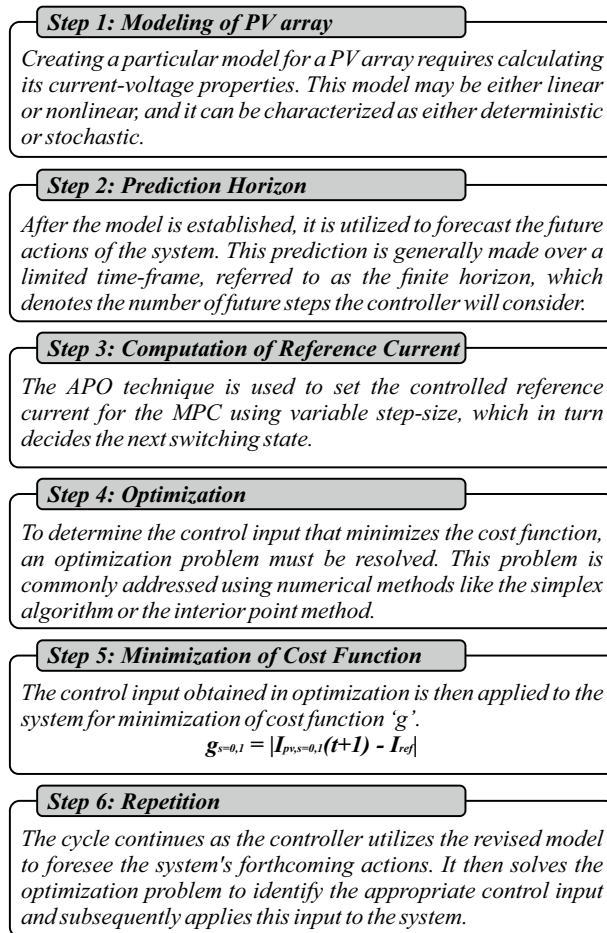 Step 1: Modeling of PV array
Creating a particular model for a PV array requires calculating
its current-voltage properties. This model may be either linear
or nonlinear, and it can be characterized as either deterministic
or stochastic.
Step 2: Prediction Horizon
After the model is established, it is utilized to forecast the future
actions of the system. This prediction is generally made over a
limited time-frame, referred to as the finite horizon, which
denotes the number of future steps the controller will consider.
Step 3: Computation of Reference Current
The APO technique is used to set the controlled reference
current for the MPC using variable step-size, which in turn
decides the next switching state.
Step 4: Optimization
To determine the control input that minimizes the cost function,
an optimization problem must be resolved. This problem is
commonly addressed using numerical methods like the simplex
algorithm or the interior point method.
Step 5: Minimization of Cost Function
The control input obtained in optimization is then applied to the
system for minimization of cost function ‘g’.
g_{s=0,1} = |I_{pv,s=0,1}(t+1) - I_{ref}|
Step 6: Repetition
The cycle continues as the controller utilizes the revised model
to foresee the system's forthcoming actions. It then solves the
optimization problem to identify the appropriate control input
and subsequently applies this input to the system.